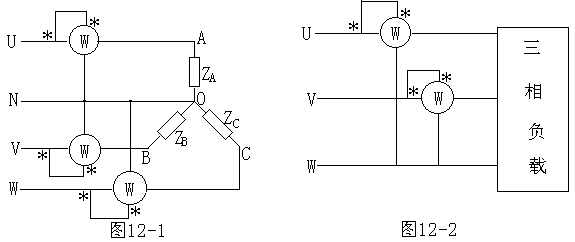 * *
U * W A
Z_A
N O
Z_B Z_C
V * W * B C
W * W *
图12-1
* *
U W 三
V * * W 相
负
W 载
图12-2